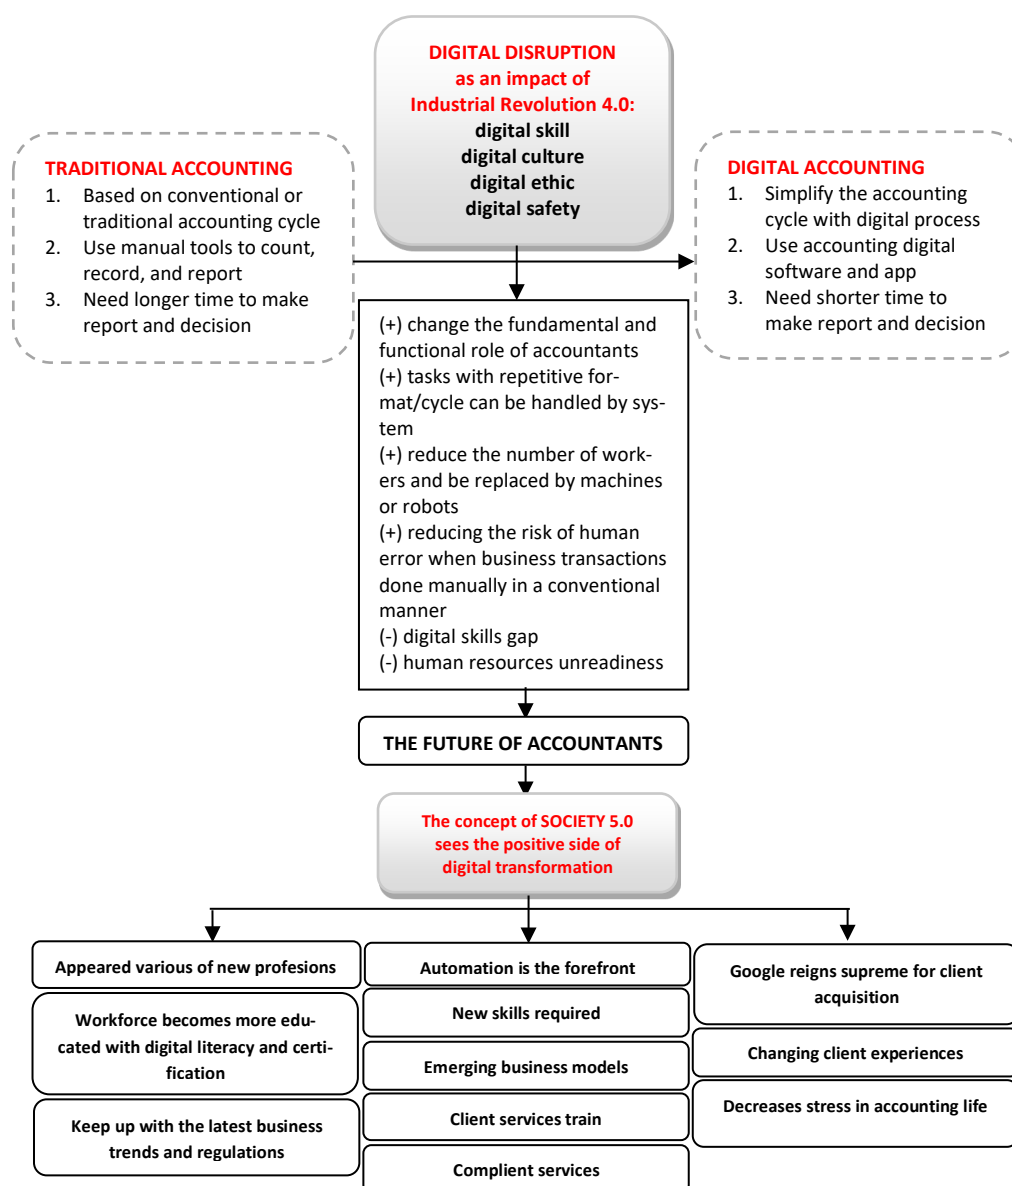 DIGITAL DISRUPTION
as an impact of
Industrial Revolution 4.0:
digital skill
digital culture
digital ethic
digital safety
TRADITIONAL ACCOUNTING
1. Based on conventional or
traditional accounting cycle
2. Use manual tools to count,
record, and report
3. Need longer time to make
report and decision
DIGITAL ACCOUNTING
1. Simplify the accounting
cycle with digital process
2. Use accounting digital
software and app
3. Need shorter time to
make report and decision
(+) change the fundamental and
functional role of accountants
(+) tasks with repetitive for-
mat/cycle can be handled by sys-
tem
(+) reduce the number of work-
ers and be replaced by machines
or robots
(+) reducing the risk of human
error when business transactions
done manually in a conventional
manner
(-) digital skills gap
(-) human resources unreadiness
THE FUTURE OF ACCOUNTANTS
The concept of SOCIETY 5.0
sees the positive side of
digital transformation
Appeared various of new profesions
Workforce becomes more edu-
cated with digital literacy and certi-
fication
Keep up with the latest business
trends and regulations
Automation is the forefront
New skills required
Emerging business models
Client services train
Complient services
Google reigns supreme for client
acquisition
Changing client experiences
Decreases stress in accounting life